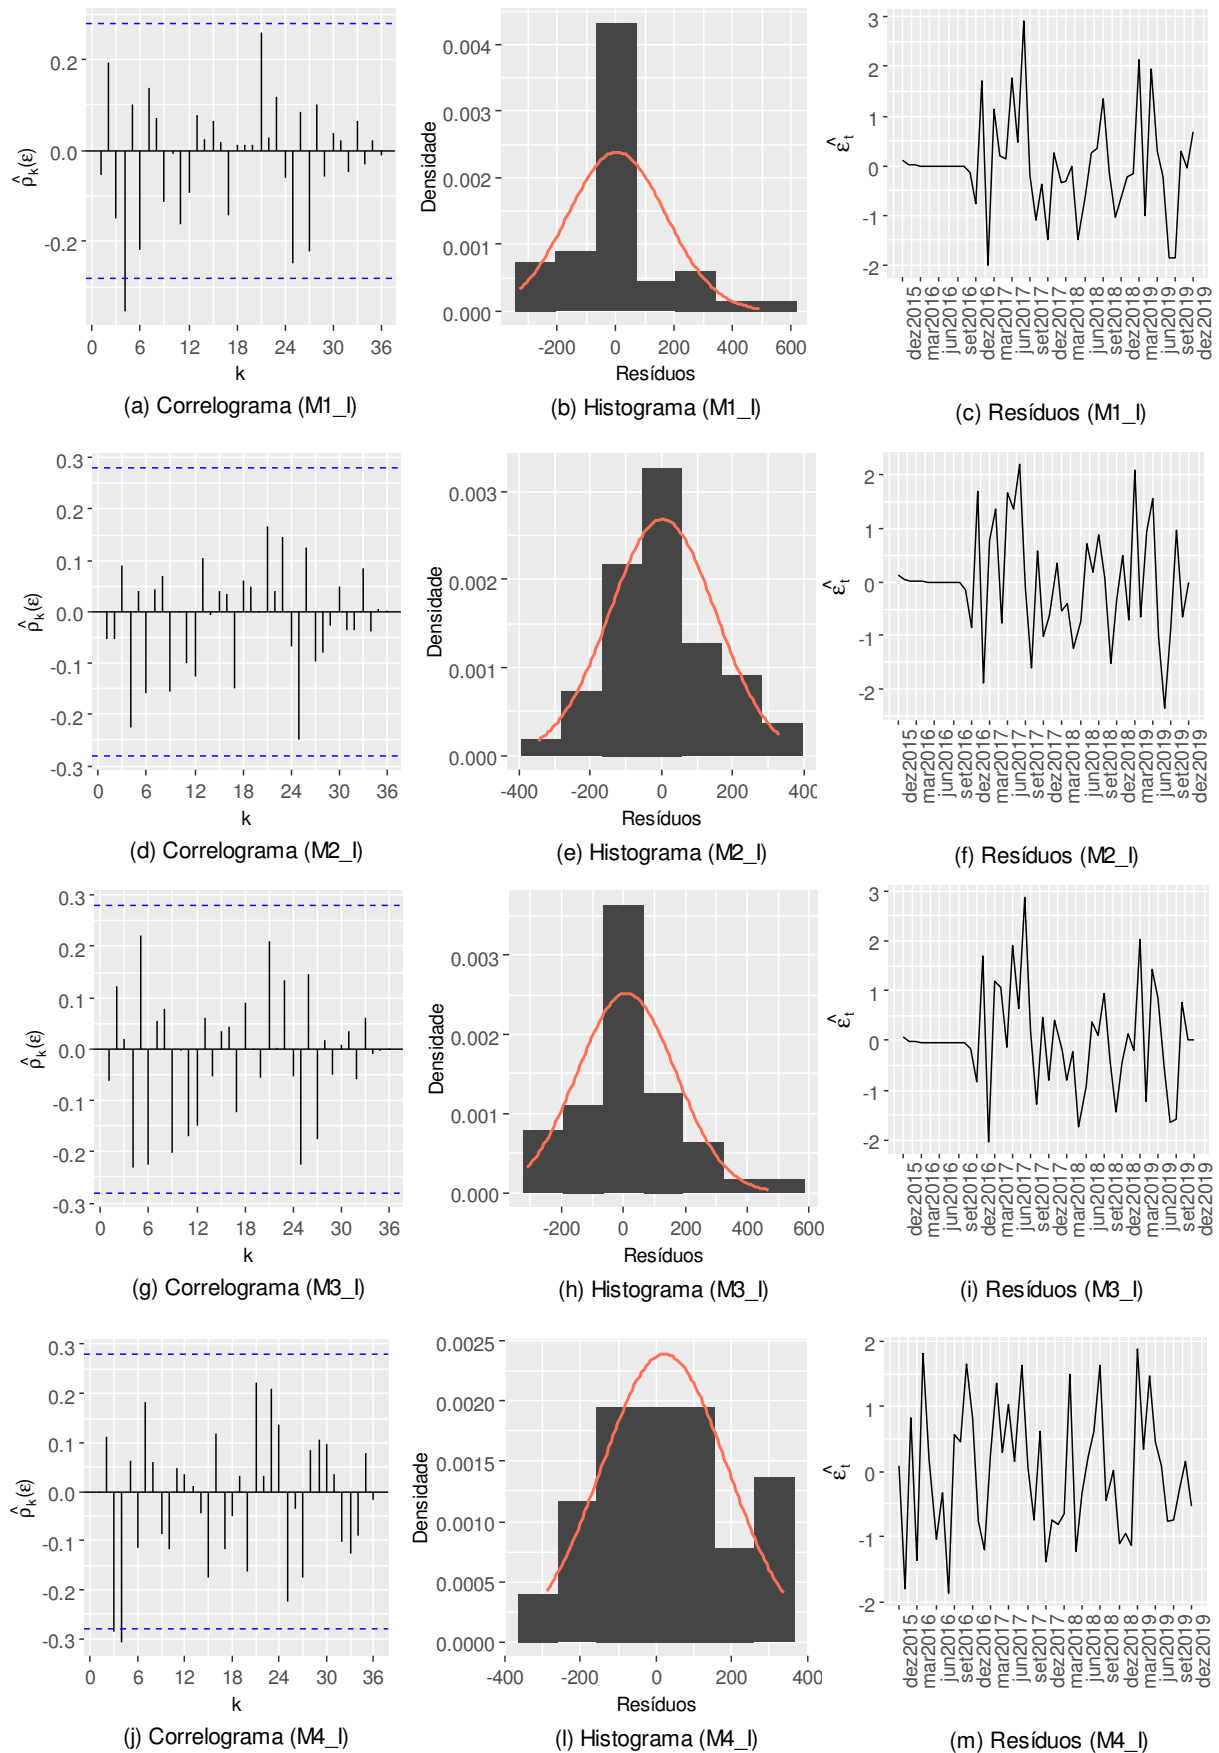 0.2
0.0
-0.2
ρ̂k(ε)
0 6 12 18 24 30 36
k
(a) Correlograma (M1_I)
0.004
0.003
0.002
0.001
0.000
Densidade
-200 0 200 400 600
Resíduos
(b) Histograma (M1_I)
3
2
1
0
-1
-2
ε̂t
dez2015
mar2016
jun2016
set2016
dez2016
mar2017
jun2017
set2017
dez2017
mar2018
jun2018
set2018
dez2018
mar2019
jun2019
set2019
dez2019
(c) Resíduos (M1_I)
0.3
0.2
0.1
0.0
-0.1
-0.2
-0.3
ρ̂k(ε)
0 6 12 18 24 30 36
k
(d) Correlograma (M2_I)
0.003
0.002
0.001
0.000
Densidade
-400 -200 0 200 400
Resíduos
(e) Histograma (M2_I)
2
1
0
-1
-2
ε̂t
dez2015
mar2016
jun2016
set2016
dez2016
mar2017
jun2017
set2017
dez2017
mar2018
jun2018
set2018
dez2018
mar2019
jun2019
set2019
dez2019
(f) Resíduos (M2_I)
0.3
0.2
0.1
0.0
-0.1
-0.2
-0.3
ρ̂k(ε)
0 6 12 18 24 30 36
k
(g) Correlograma (M3_I)
0.003
0.002
0.001
0.000
Densidade
-200 0 200 400 600
Resíduos
(h) Histograma (M3_I)
3
2
1
0
-1
-2
ε̂t
dez2015
mar2016
jun2016
set2016
dez2016
mar2017
jun2017
set2017
dez2017
mar2018
jun2018
set2018
dez2018
mar2019
jun2019
set2019
dez2019
(i) Resíduos (M3_I)
0.3
0.2
0.1
0.0
-0.1
-0.2
-0.3
ρ̂k(ε)
0 6 12 18 24 30 36
k
(j) Correlograma (M4_I)
0.0025
0.0020
0.0015
0.0010
0.0005
0.0000
Densidade
-400 -200 0 200 400
Resíduos
(l) Histograma (M4_I)
2
1
0
-1
-2
ε̂t
dez2015
mar2016
jun2016
set2016
dez2016
mar2017
jun2017
set2017
dez2017
mar2018
jun2018
set2018
dez2018
mar2019
jun2019
set2019
dez2019
(m) Resíduos (M4_I)